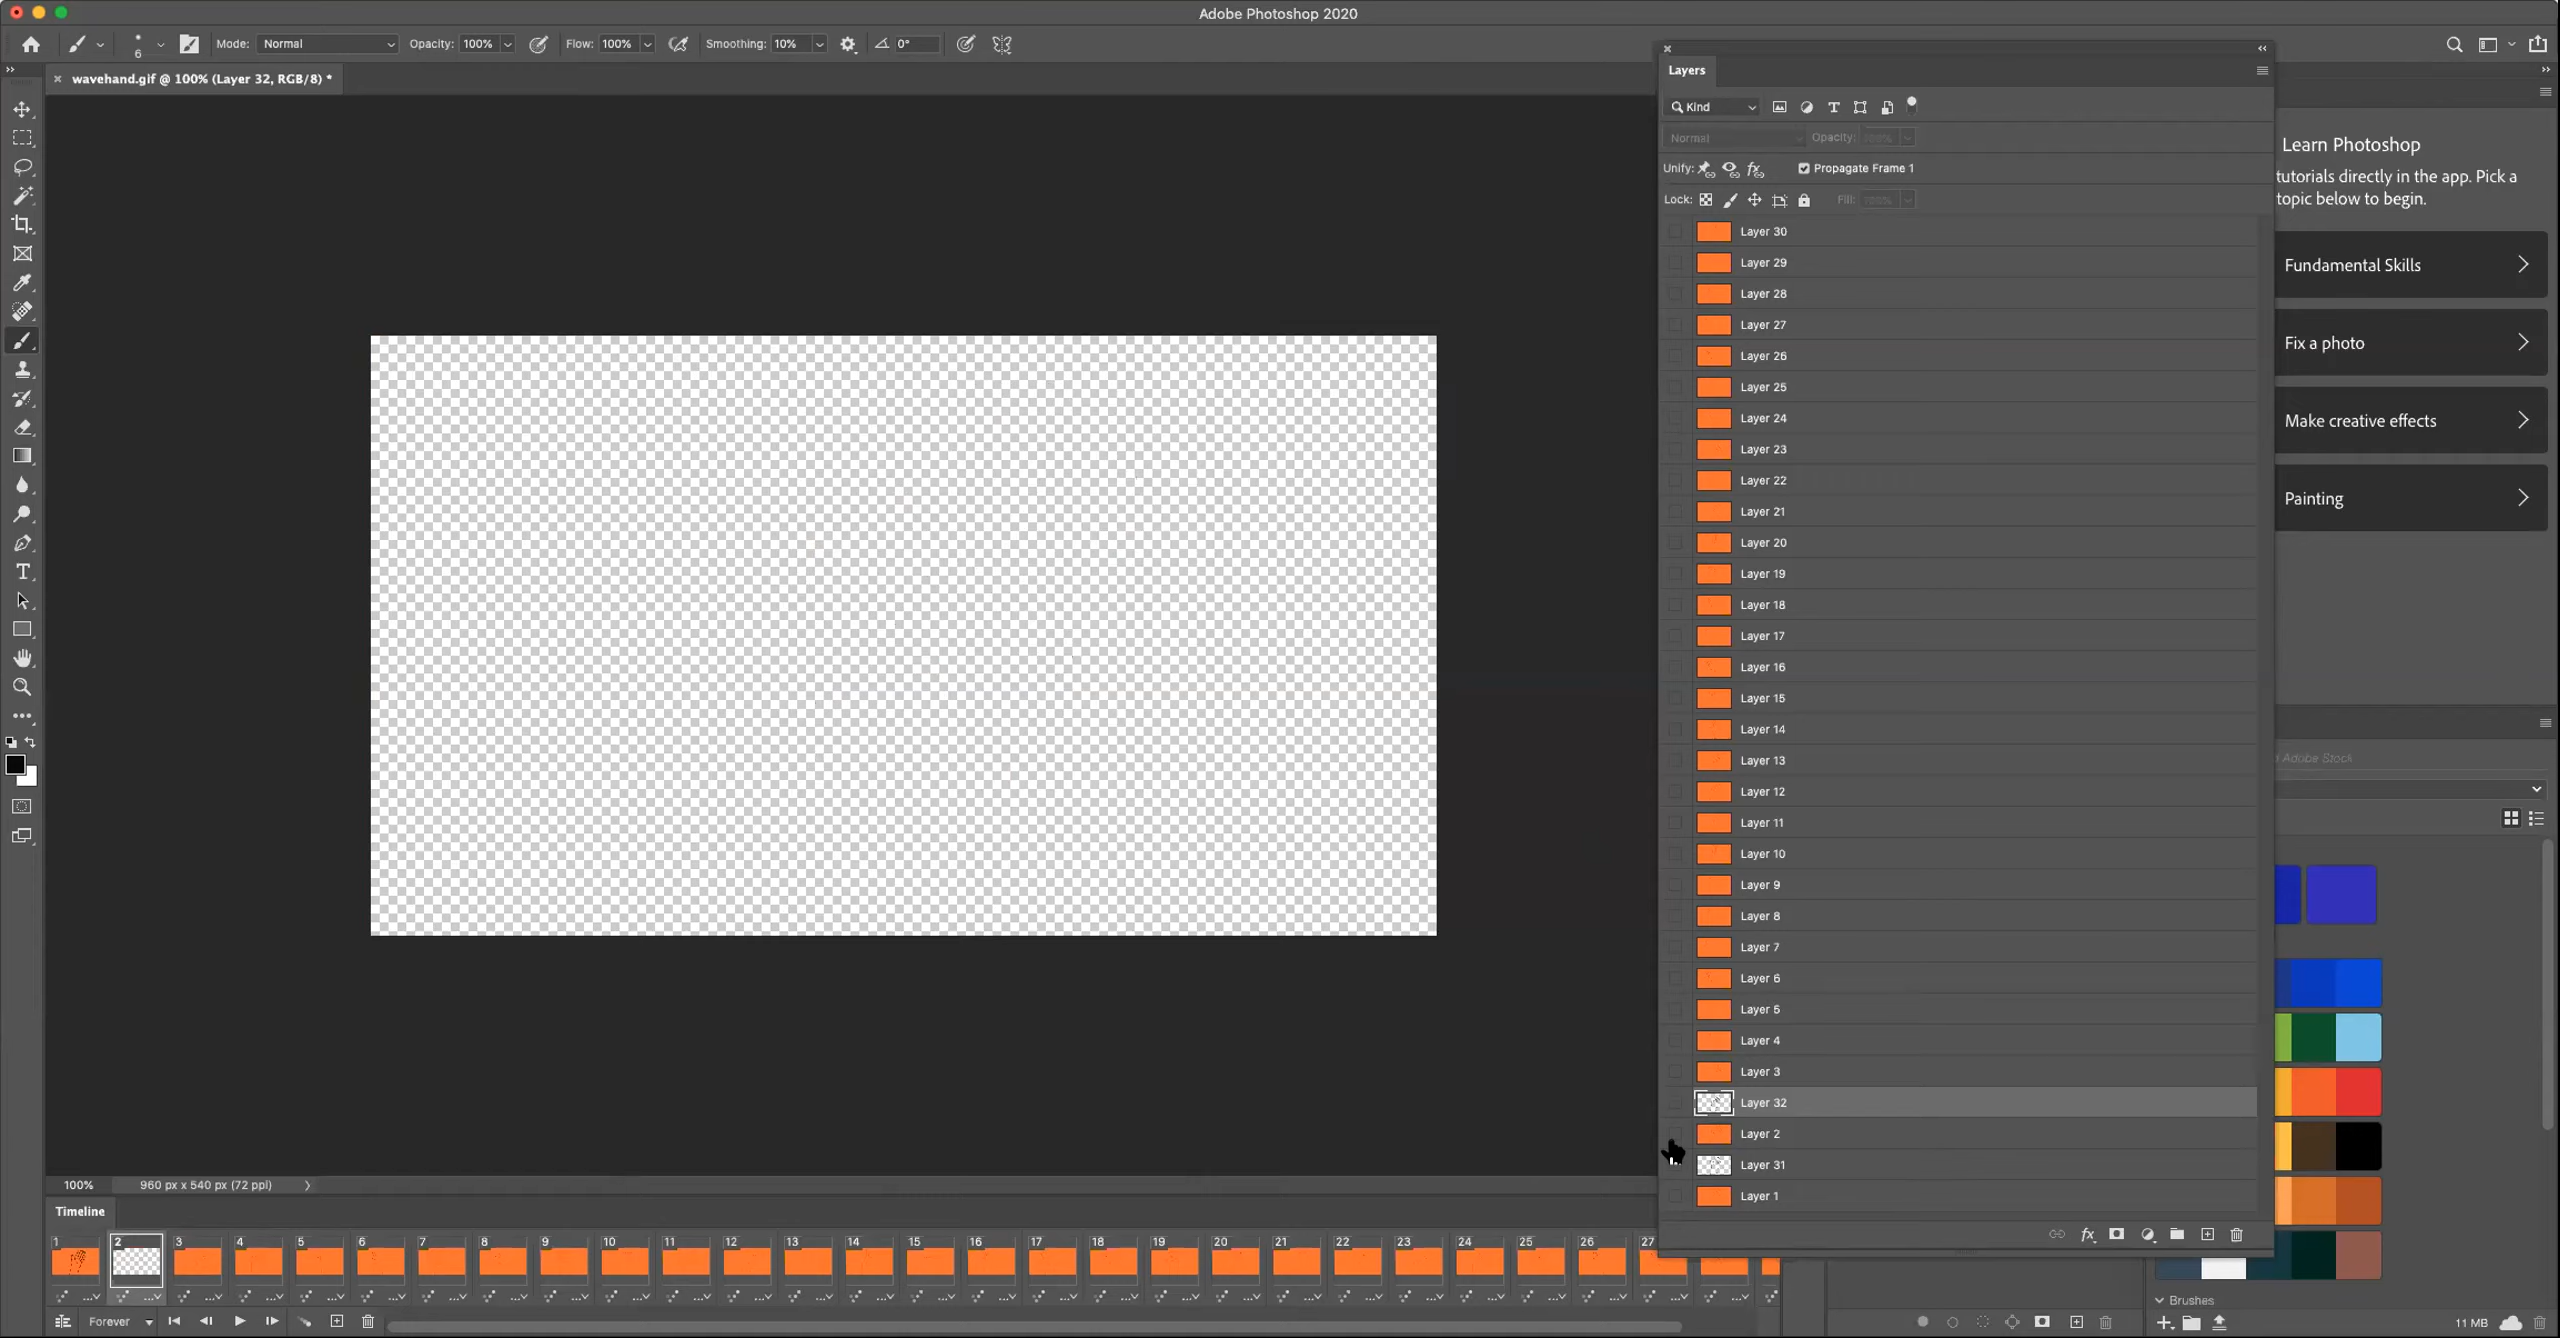 Adobe Photoshop 2020
6
Mode: Normal
Opacity: 100%
Flow: 100%
Smoothing: 10%
0°
wavehand.gif @ 100% (Layer 32, RGB/8) *
Layers
Kind
Normal
Opacity: 100%
Unify:
Propagate Frame 1
Lock:
Fill: 100%
Layer 30
Layer 29
Layer 28
Layer 27
Layer 26
Layer 25
Layer 24
Layer 23
Layer 22
Layer 21
Layer 20
Layer 19
Layer 18
Layer 17
Layer 16
Layer 15
Layer 14
Layer 13
Layer 12
Layer 11
Layer 10
Layer 9
Layer 8
Layer 7
Layer 6
Layer 5
Layer 4
Layer 3
Layer 32
Layer 2
Layer 31
Layer 1
Learn Photoshop
tutorials directly in the app. Pick a
topic below to begin.
Fundamental Skills
Fix a photo
Make creative effects
Painting
Adobe Stock
Brushes
11 MB
100%
960 px x 540 px (72 ppi)
Timeline
1 2 3 4 5 6 7 8 9 10 11 12 13 14 15 16 17 18 19 20 21 22 23 24 25 26 27
Forever